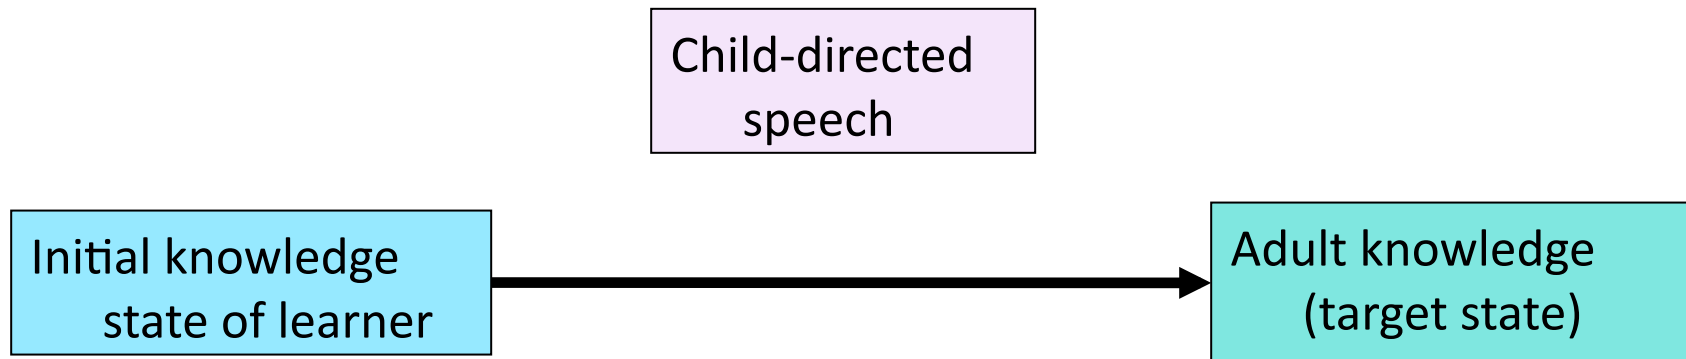 Child-directed
speech
Initial knowledge
state of learner
Adult knowledge
(target state)